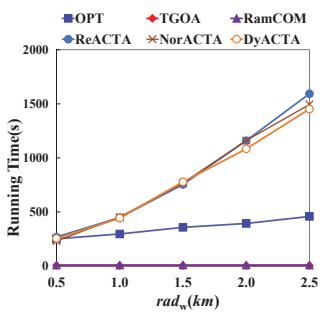 OPT TGOA RamCOM
ReACTA NorACTA DyACTA
2000
1500
1000
500
0
Running Time(s)
0.5 1.0 1.5 2.0 2.5
rad_w(km)